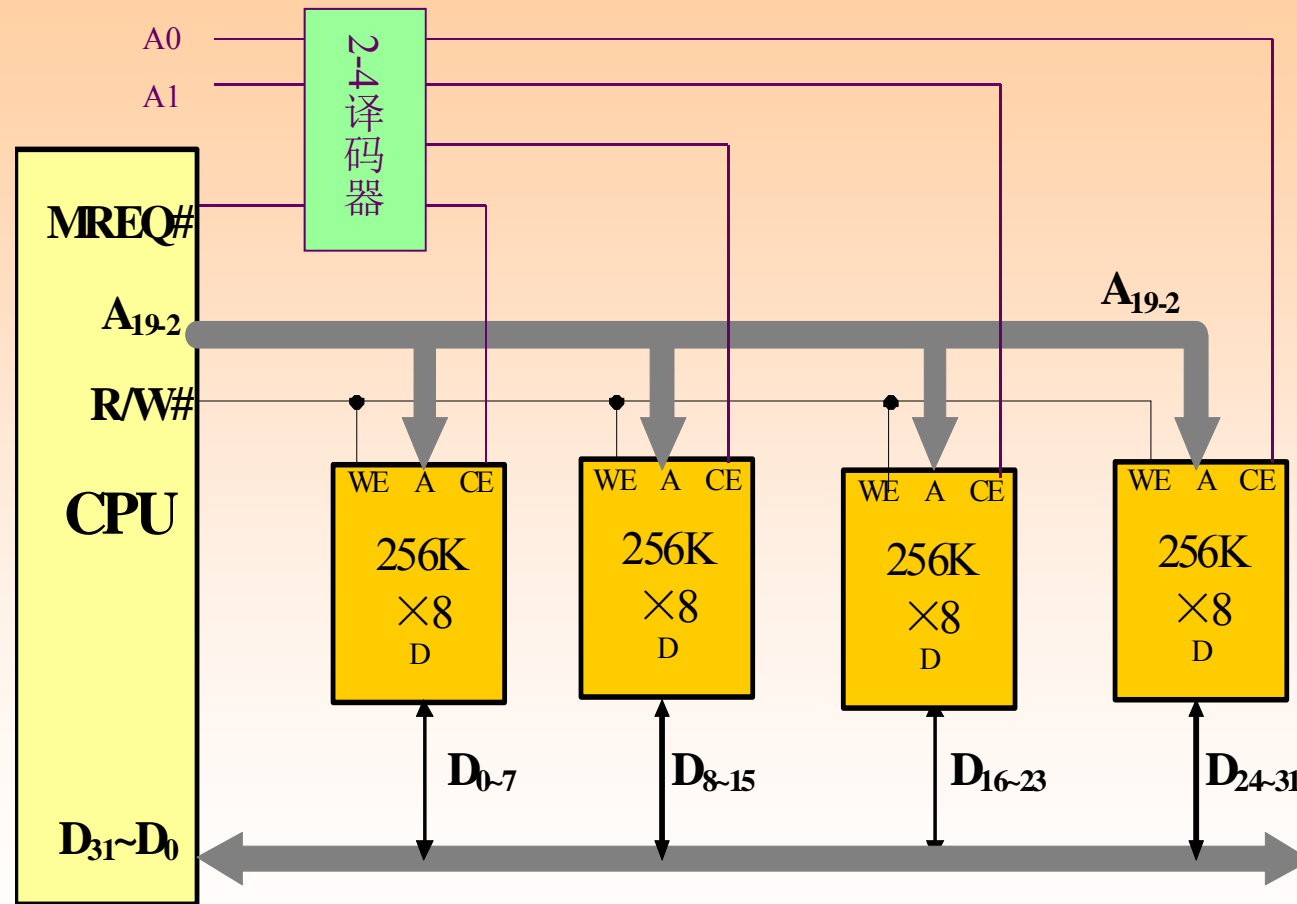 A0
A1
2-4译码器
MREQ#
A19-2
A19-2
R/W#
CPU
WE A CE
256K
×8
D
WE A CE
256K
×8
D
WE A CE
256K
×8
D
WE A CE
256K
×8
D
D0~7
D8~15
D16~23
D24~31
D31~D0